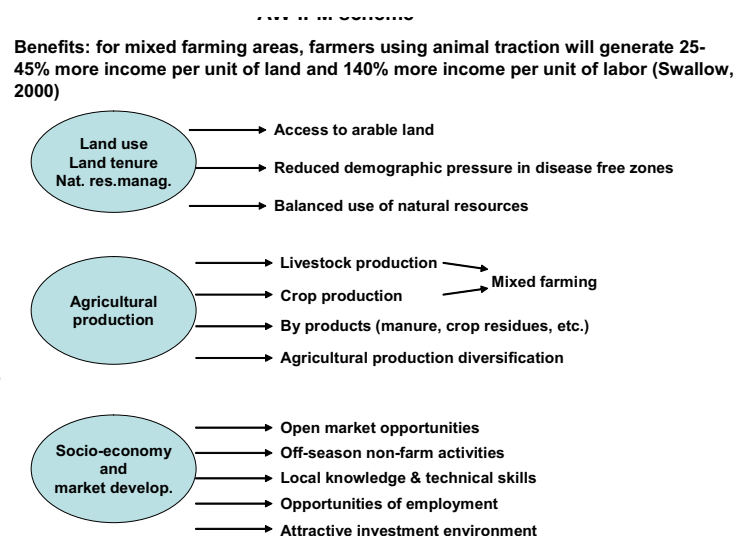 Benefits: for mixed farming areas, farmers using animal traction will generate 25-
45% more income per unit of land and 140% more income per unit of labor (Swallow,
2000)
Land use
Land tenure
Nat. res.manag.
Access to arable land
Reduced demographic pressure in disease free zones
Balanced use of natural resources
Agricultural
production
Livestock production
Crop production
Mixed farming
By products (manure, crop residues, etc.)
Agricultural production diversification
Socio-economy
and
market develop.
Open market opportunities
Off-season non-farm activities
Local knowledge & technical skills
Opportunities of employment
Attractive investment environment